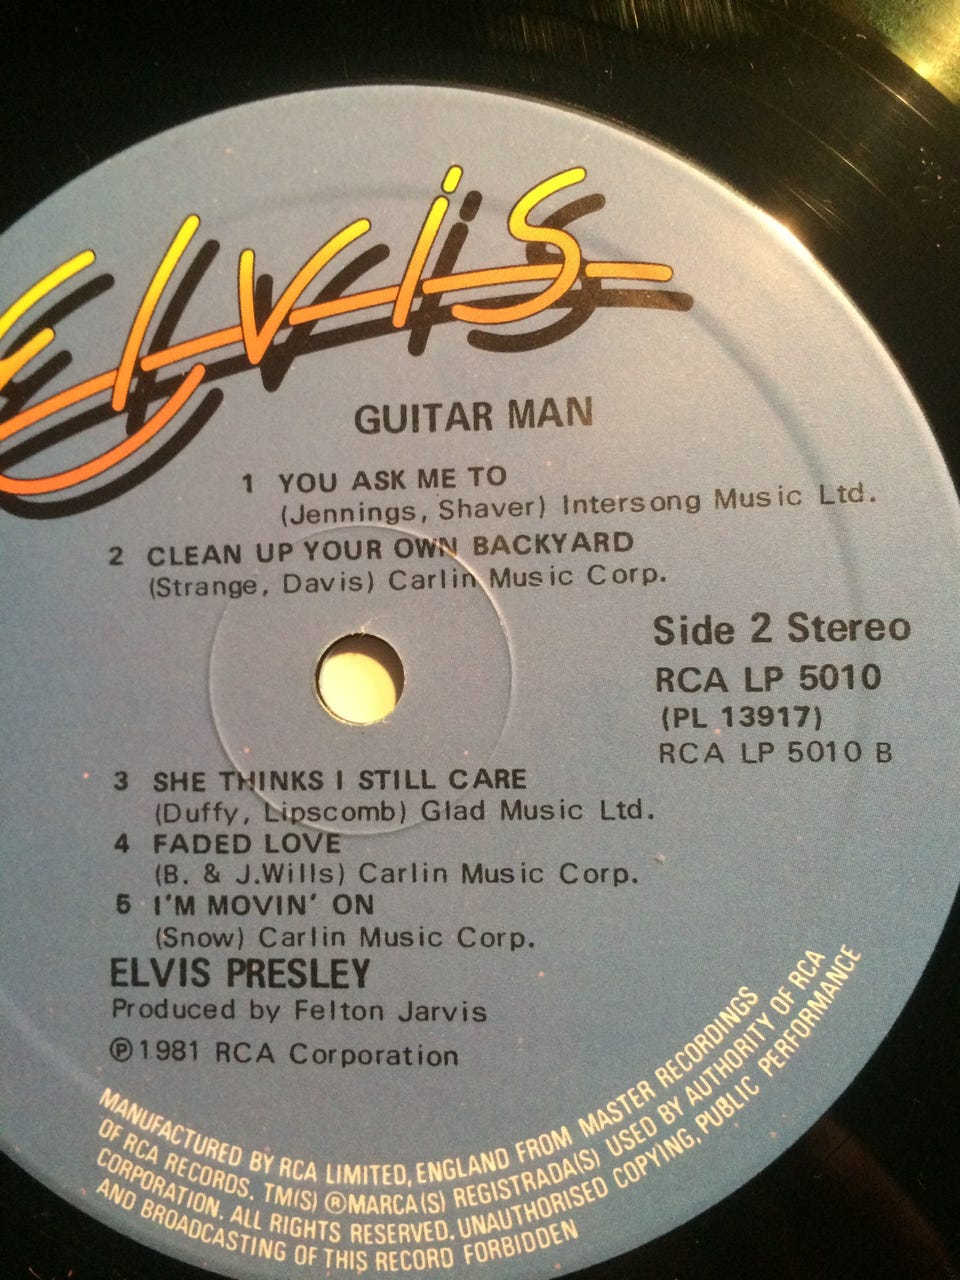 ELViS
GUITAR MAN
1 YOU ASK ME TO
(Jennings, Shaver) Intersong Music Ltd.
2 CLEAN UP YOUR OWN BACKYARD
(Strange, Davis) Carlin Music Corp.
Side 2 Stereo
RCA LP 5010
(PL 13917)
RCA LP 5010 B
3 SHE THINKS I STILL CARE
(Duffy, Lipscomb) Glad Music Ltd.
4 FADED LOVE
(B. & J.Wills) Carlin Music Corp.
5 I'M MOVIN' ON
(Snow) Carlin Music Corp.
ELVIS PRESLEY
Produced by Felton Jarvis
℗1981 RCA Corporation
MANUFACTURED BY RCA LIMITED, ENGLAND FROM MASTER RECORDINGS
OF RCA RECORDS. TM(S) ®MARCA(S) REGISTRADA(S) USED BY AUTHORITY OF RCA
CORPORATION. ALL RIGHTS RESERVED. UNAUTHORISED COPYING, PUBLIC PERFORMANCE
AND BROADCASTING OF THIS RECORD FORBIDDEN